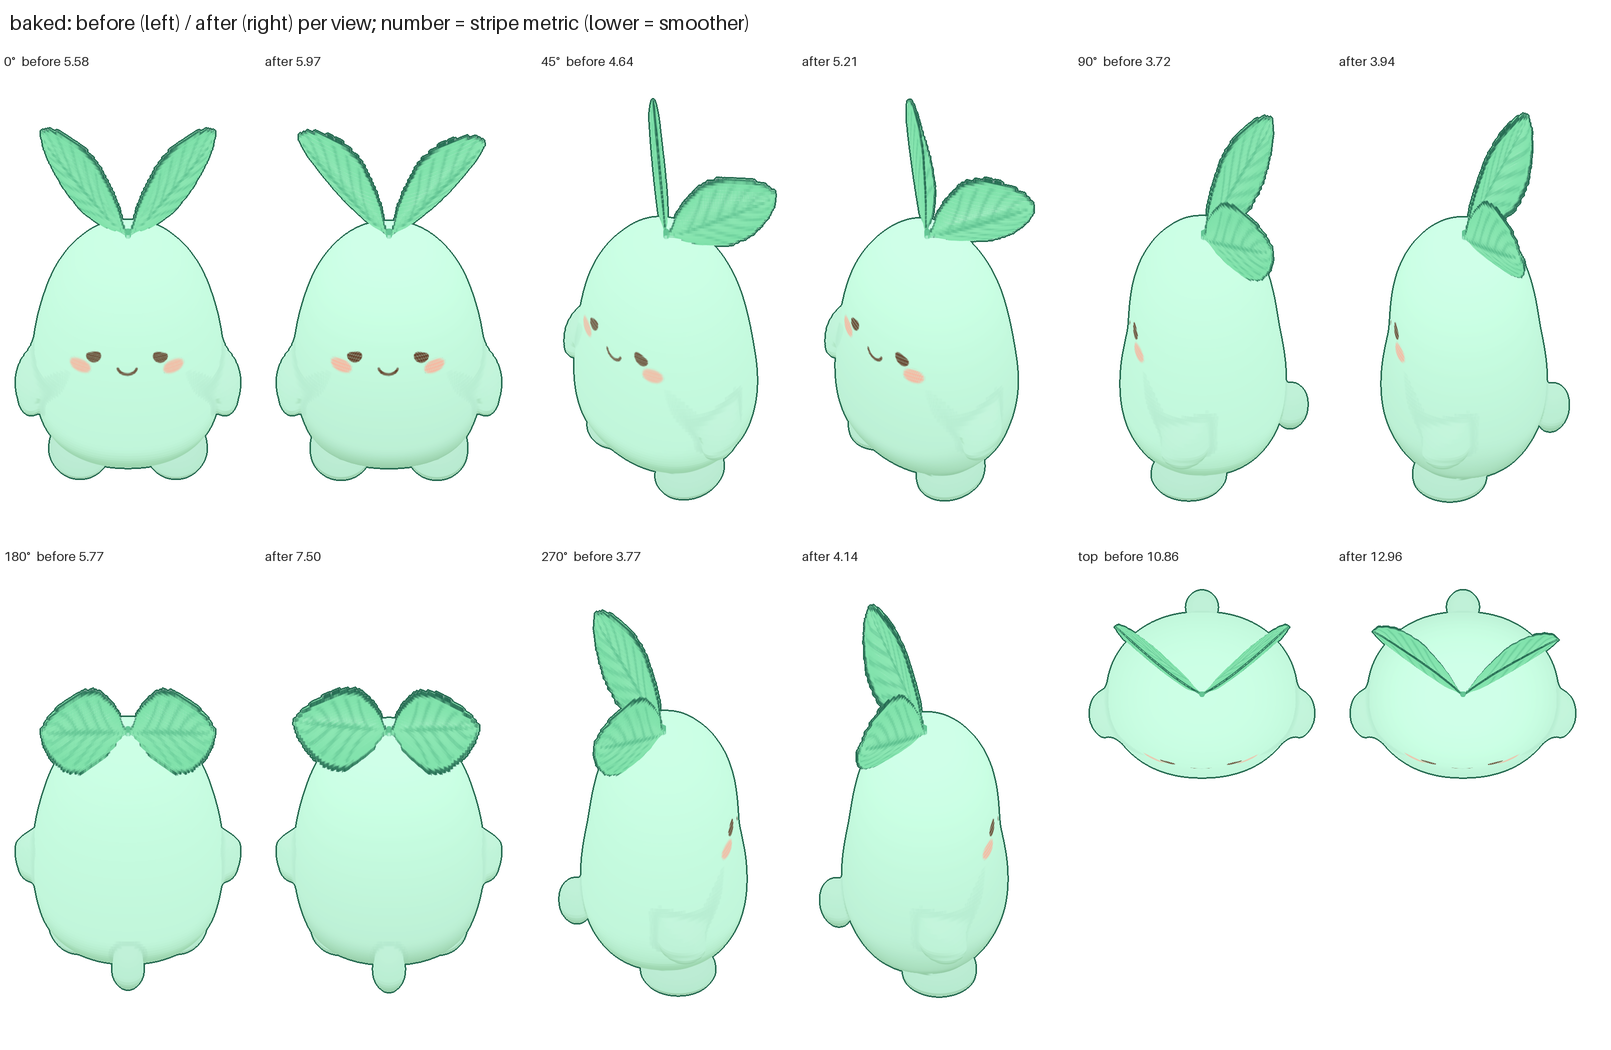 baked: before (left) / after (right) per view; number = stripe metric (lower = smoother)
0° before 5.58
after 5.97
45° before 4.64
after 5.21
90° before 3.72
after 3.94
180° before 5.77
after 7.50
270° before 3.77
after 4.14
top before 10.86
after 12.96